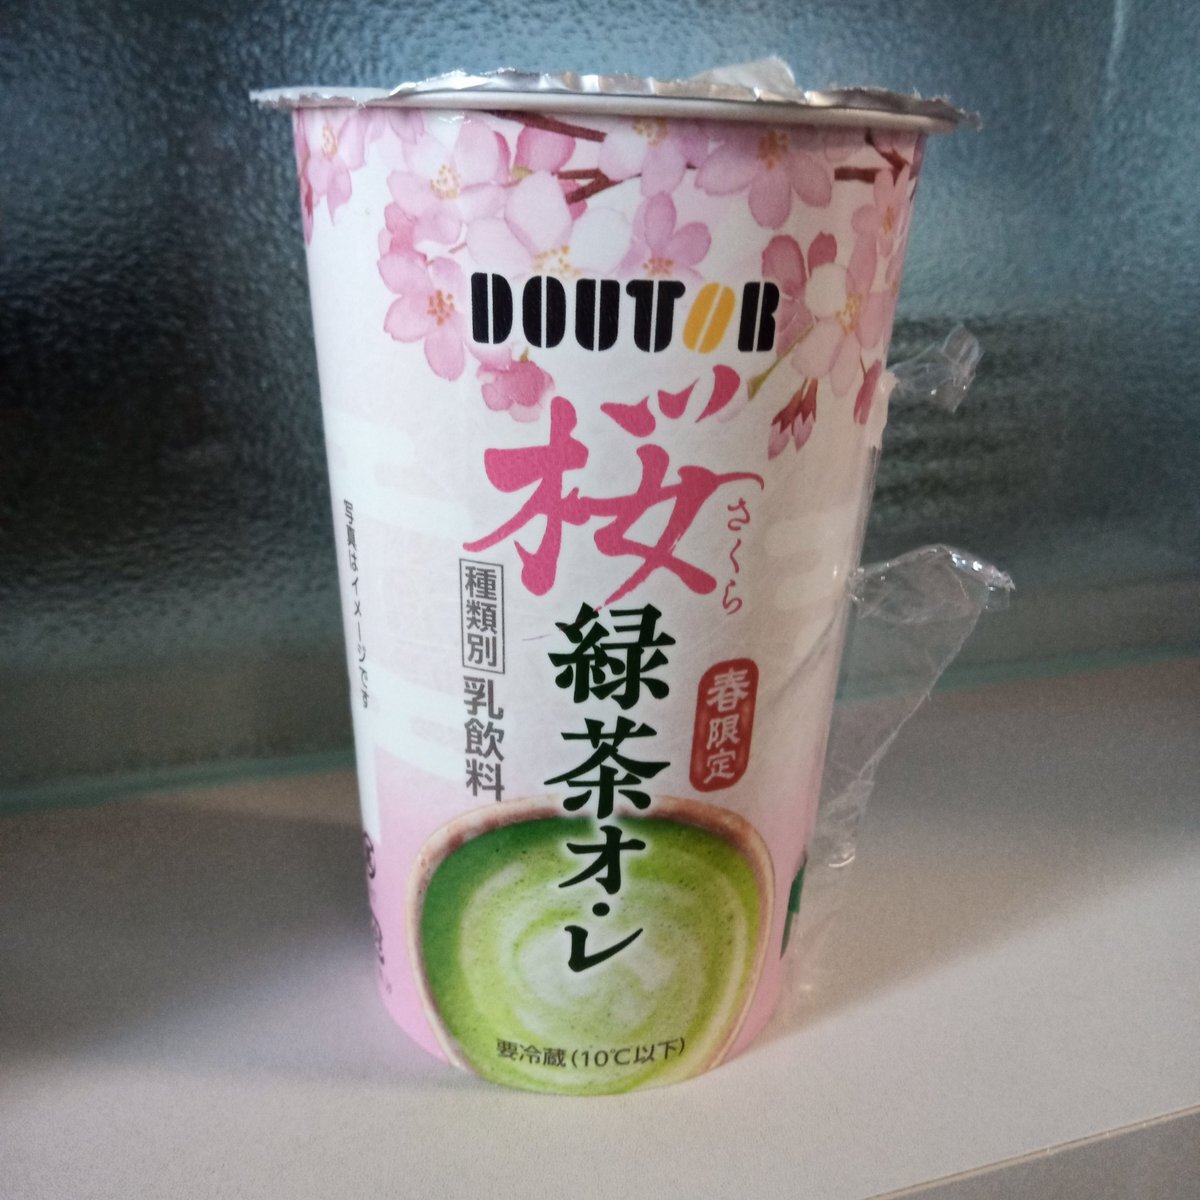 DOUTOR
桜
さくら
緑茶オ・レ
春限定
種類別
乳飲料
写真はイメージです
要冷蔵(10℃以下)